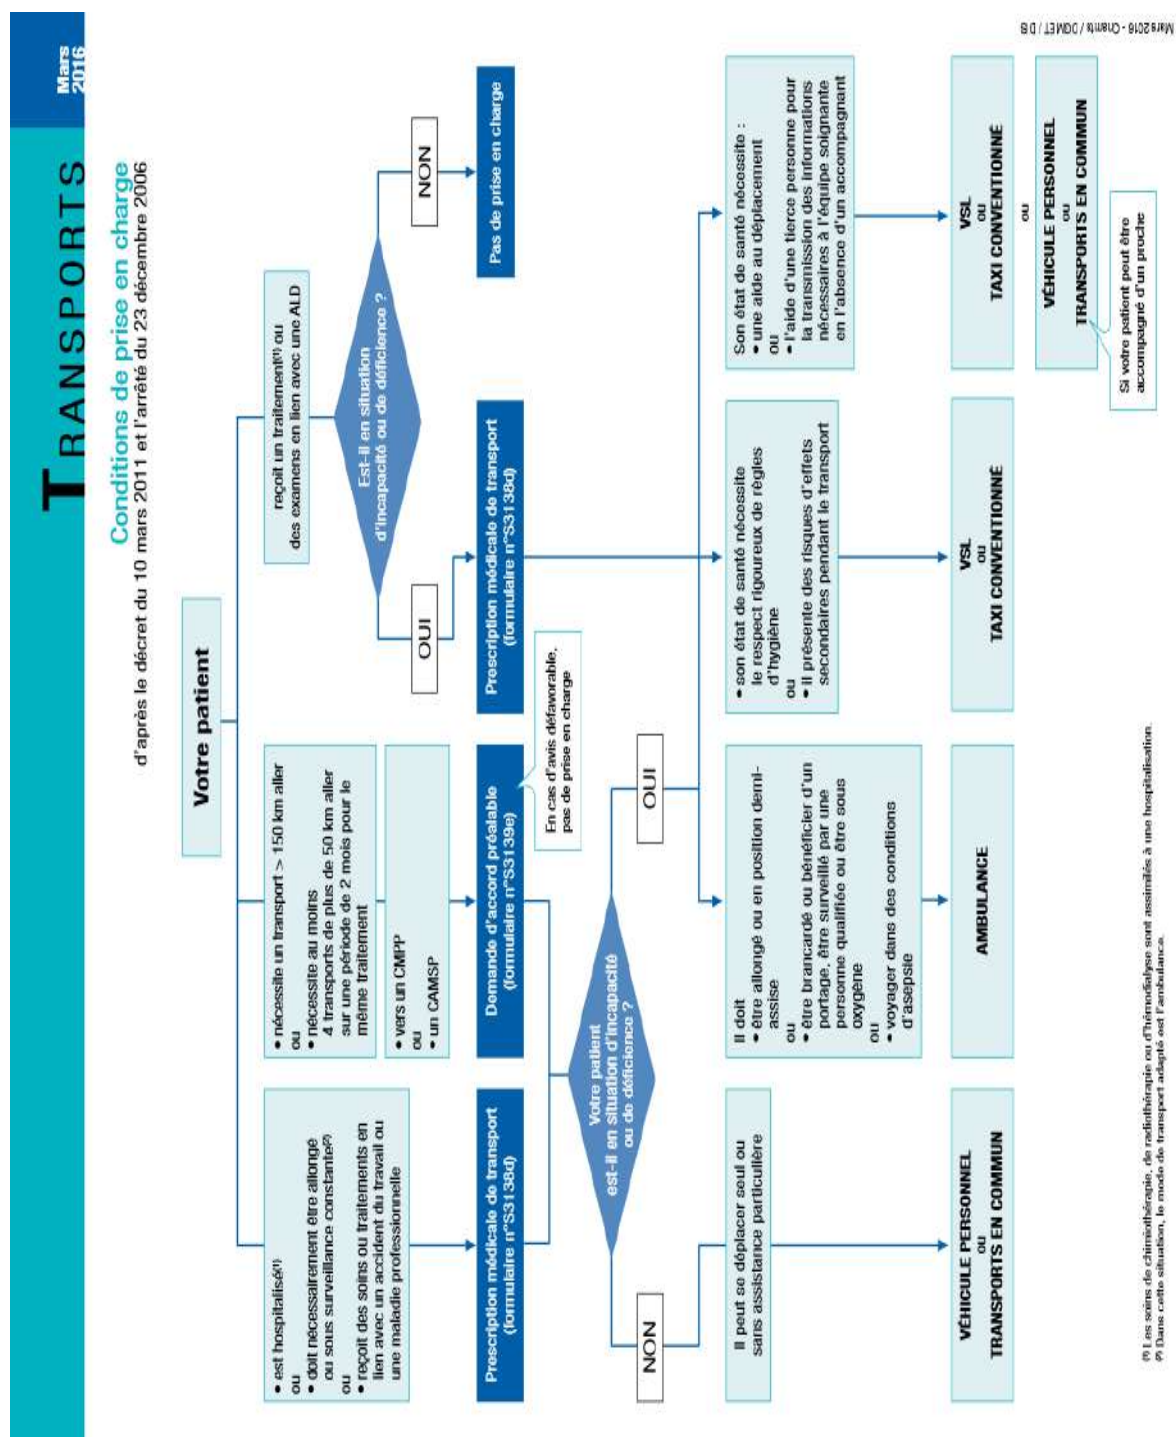 TRANSPORTS
Mars
2016
Conditions de prise en charge
d'après le décret du 10 mars 2011 et l'arrêté du 23 décembre 2006
Votre patient
• est hospitalisé(1)
ou
• doit nécessairement être allongé
ou sous surveillance constante(2)
ou
• reçoit des soins ou traitements en
lien avec un accident du travail ou
une maladie professionnelle
• nécessite un transport > 150 km aller
ou
• nécessite au moins
4 transports de plus de 50 km aller
sur une période de 2 mois pour le
même traitement
• vers un CMPP
ou
• un CAMSP
reçoit un traitement(1) ou
des examens en lien avec une ALD
Est-il en situation
d'incapacité ou de déficience ?
OUI
NON
Prescription médicale de transport
(formulaire n°S3138d)
Demande d'accord préalable
(formulaire n°S3139e)
Prescription médicale de transport
(formulaire n°S3138d)
Pas de prise en charge
En cas d'avis défavorable,
pas de prise en charge
Votre patient
est-il en situation d'incapacité
ou de déficience ?
NON
OUI
Il peut se déplacer seul ou
sans assistance particulière
Il doit
• être allongé ou en position demi-
assise
ou
• être brancardé ou bénéficier d'un
portage, être surveillé par une
personne qualifiée ou être sous
oxygène
ou
• voyager dans des conditions
d'asepsie
• son état de santé nécessite
le respect rigoureux de règles
d'hygiène
ou
• il présente des risques d'effets
secondaires pendant le transport
Son état de santé nécessite :
• une aide au déplacement
ou
• l'aide d'une tierce personne pour
la transmission des informations
nécessaires à l'équipe soignante
en l'absence d'un accompagnant
VÉHICULE PERSONNEL
ou
TRANSPORTS EN COMMUN
AMBULANCE
VSL
ou
TAXI CONVENTIONNÉ
VSL
ou
TAXI CONVENTIONNÉ
ou
VÉHICULE PERSONNEL
ou
TRANSPORTS EN COMMUN
Si votre patient peut être
accompagné d'un proche
(1) Les soins de chimiothérapie, de radiothérapie ou d'hémodialyse sont assimilés à une hospitalisation.
(2) Dans cette situation, le mode de transport adapté est l'ambulance.
Mars 2016 -